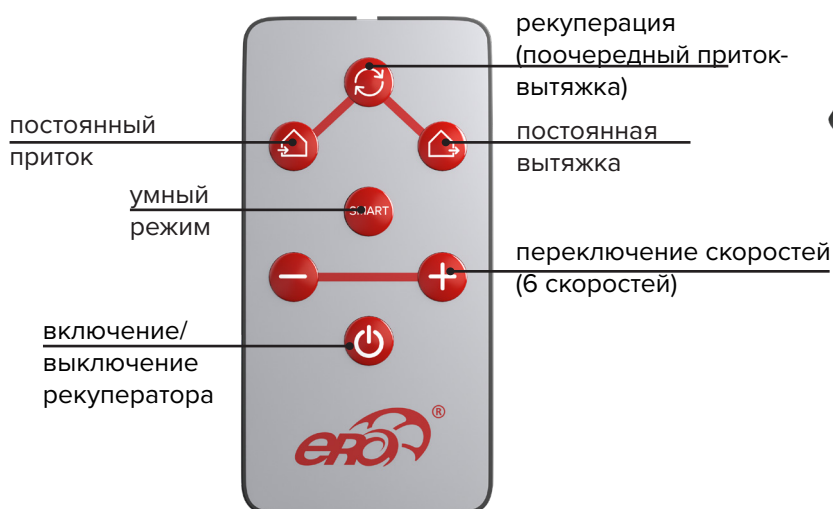 рекуперация
(поочередный приток-
вытяжка)
постоянный
приток
постоянная
вытяжка
умный
режим
SMART
переключение скоростей
(6 скоростей)
включение/
выключение
рекуператора
ero®